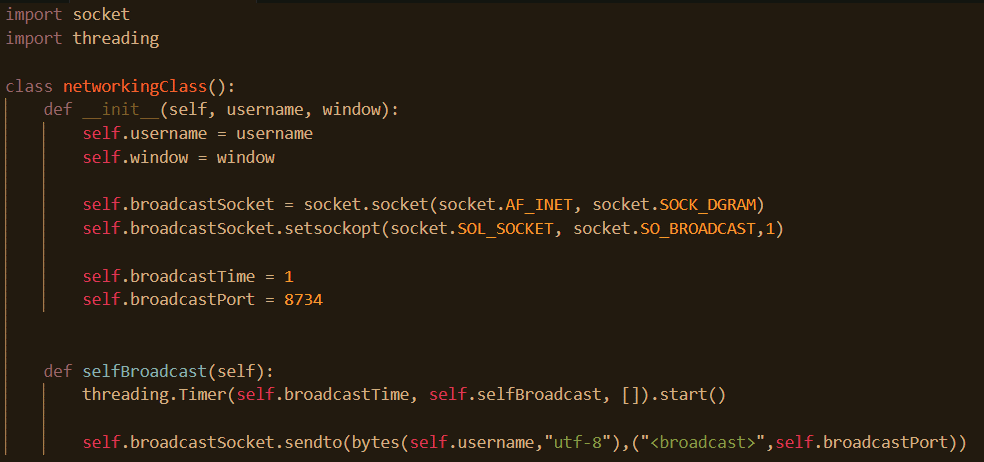 import socket
import threading
class networkingClass():
def __init__(self, username, window):
self.username = username
self.window = window
self.broadcastSocket = socket.socket(socket.AF_INET, socket.SOCK_DGRAM)
self.broadcastSocket.setsockopt(socket.SOL_SOCKET, socket.SO_BROADCAST,1)
self.broadcastTime = 1
self.broadcastPort = 8734
def selfBroadcast(self):
threading.Timer(self.broadcastTime, self.selfBroadcast, []).start()
self.broadcastSocket.sendto(bytes(self.username,"utf-8"),("<broadcast>",self.broadcastPort))